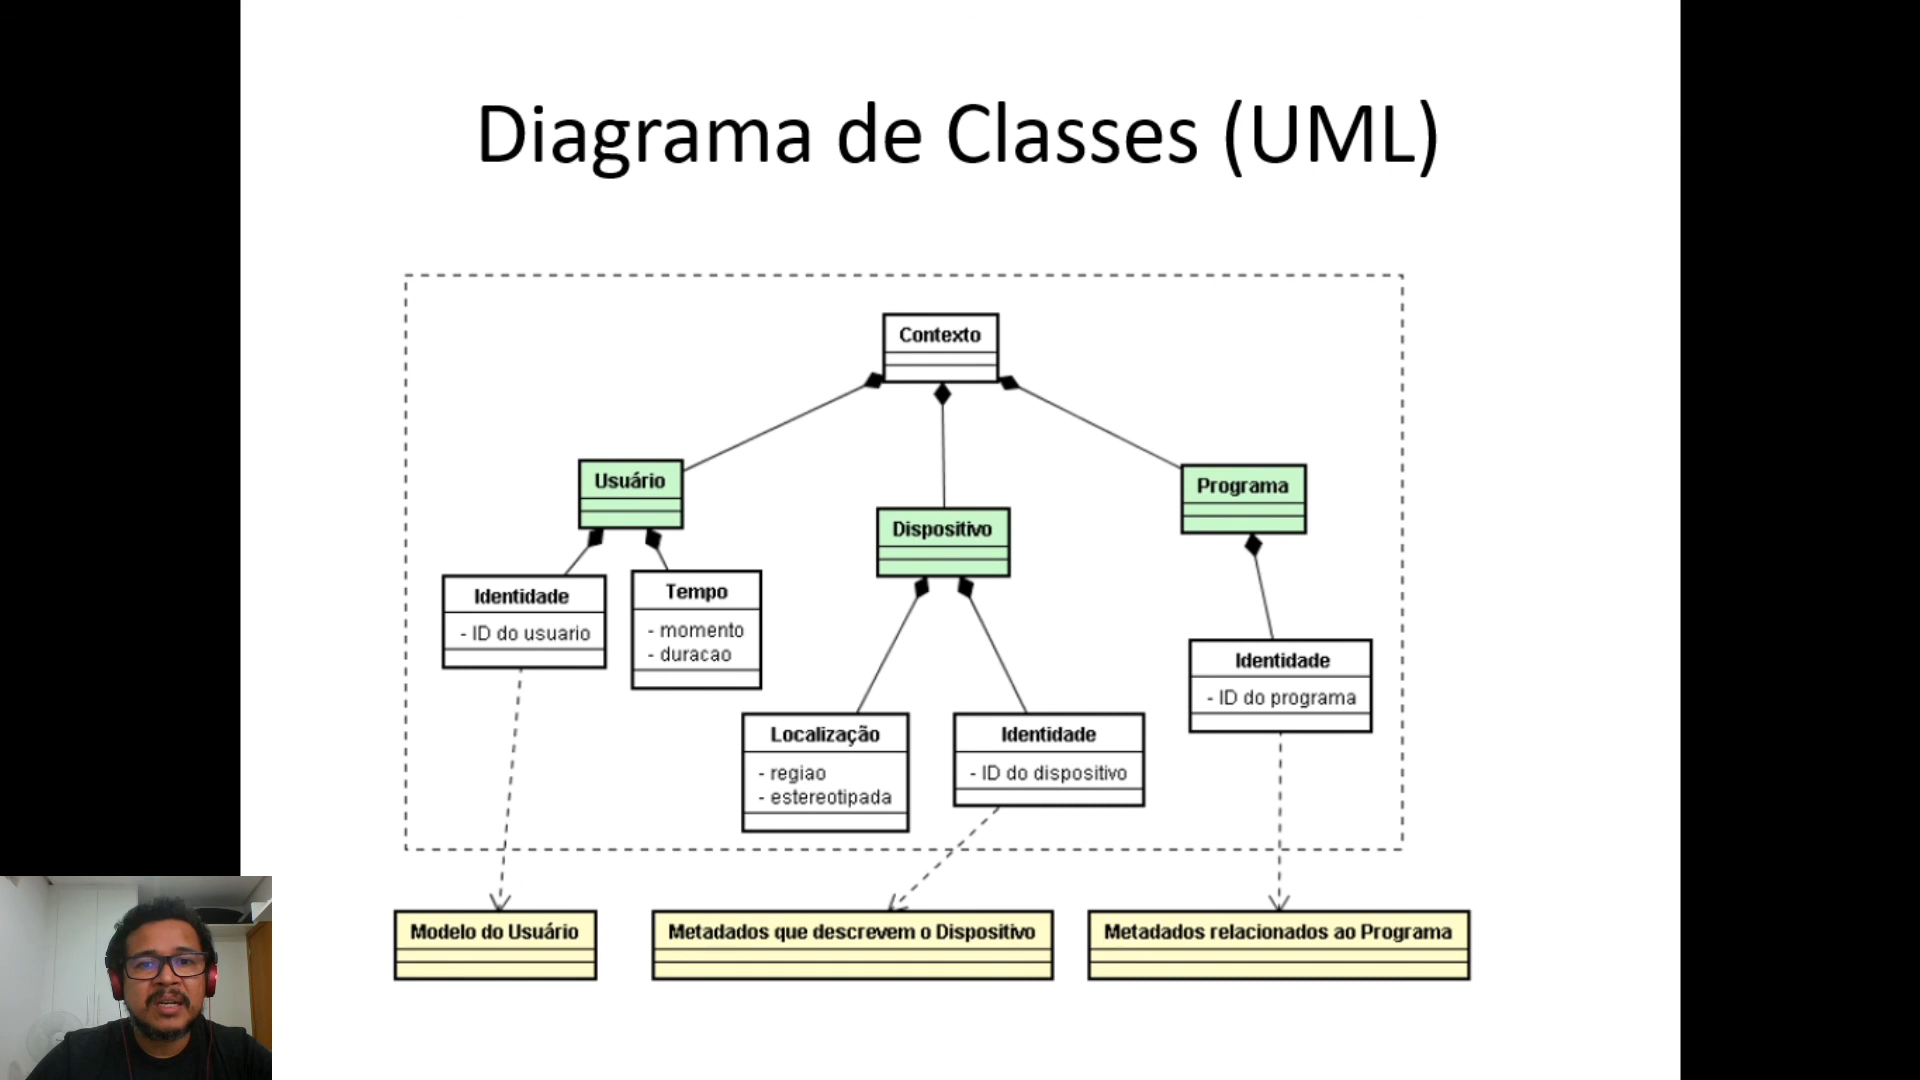 Diagrama de Classes (UML)
Contexto
Usuário
Dispositivo
Programa
Identidade
- ID do usuario
Tempo
- momento
- duracao
Localização
- regiao
- estereotipada
Identidade
- ID do dispositivo
Identidade
- ID do programa
Modelo do Usuário
Metadados que descrevem o Dispositivo
Metadados relacionados ao Programa